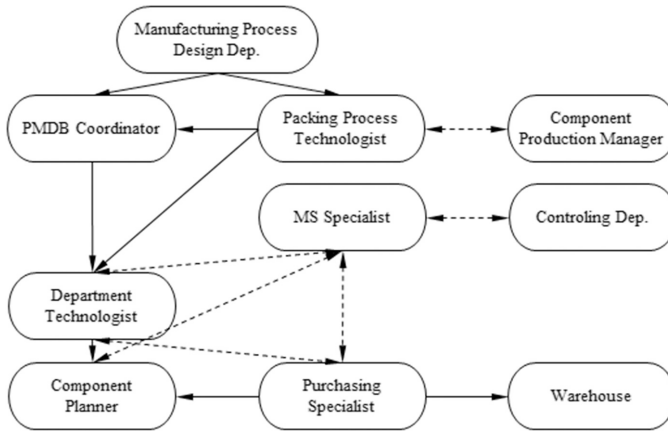 Manufacturing Process
Design Dep.
PMDB Coordinator
Packing Process
Technologist
Component
Production Manager
MS Specialist
Controling Dep.
Department
Technologist
Component
Planner
Purchasing
Specialist
Warehouse